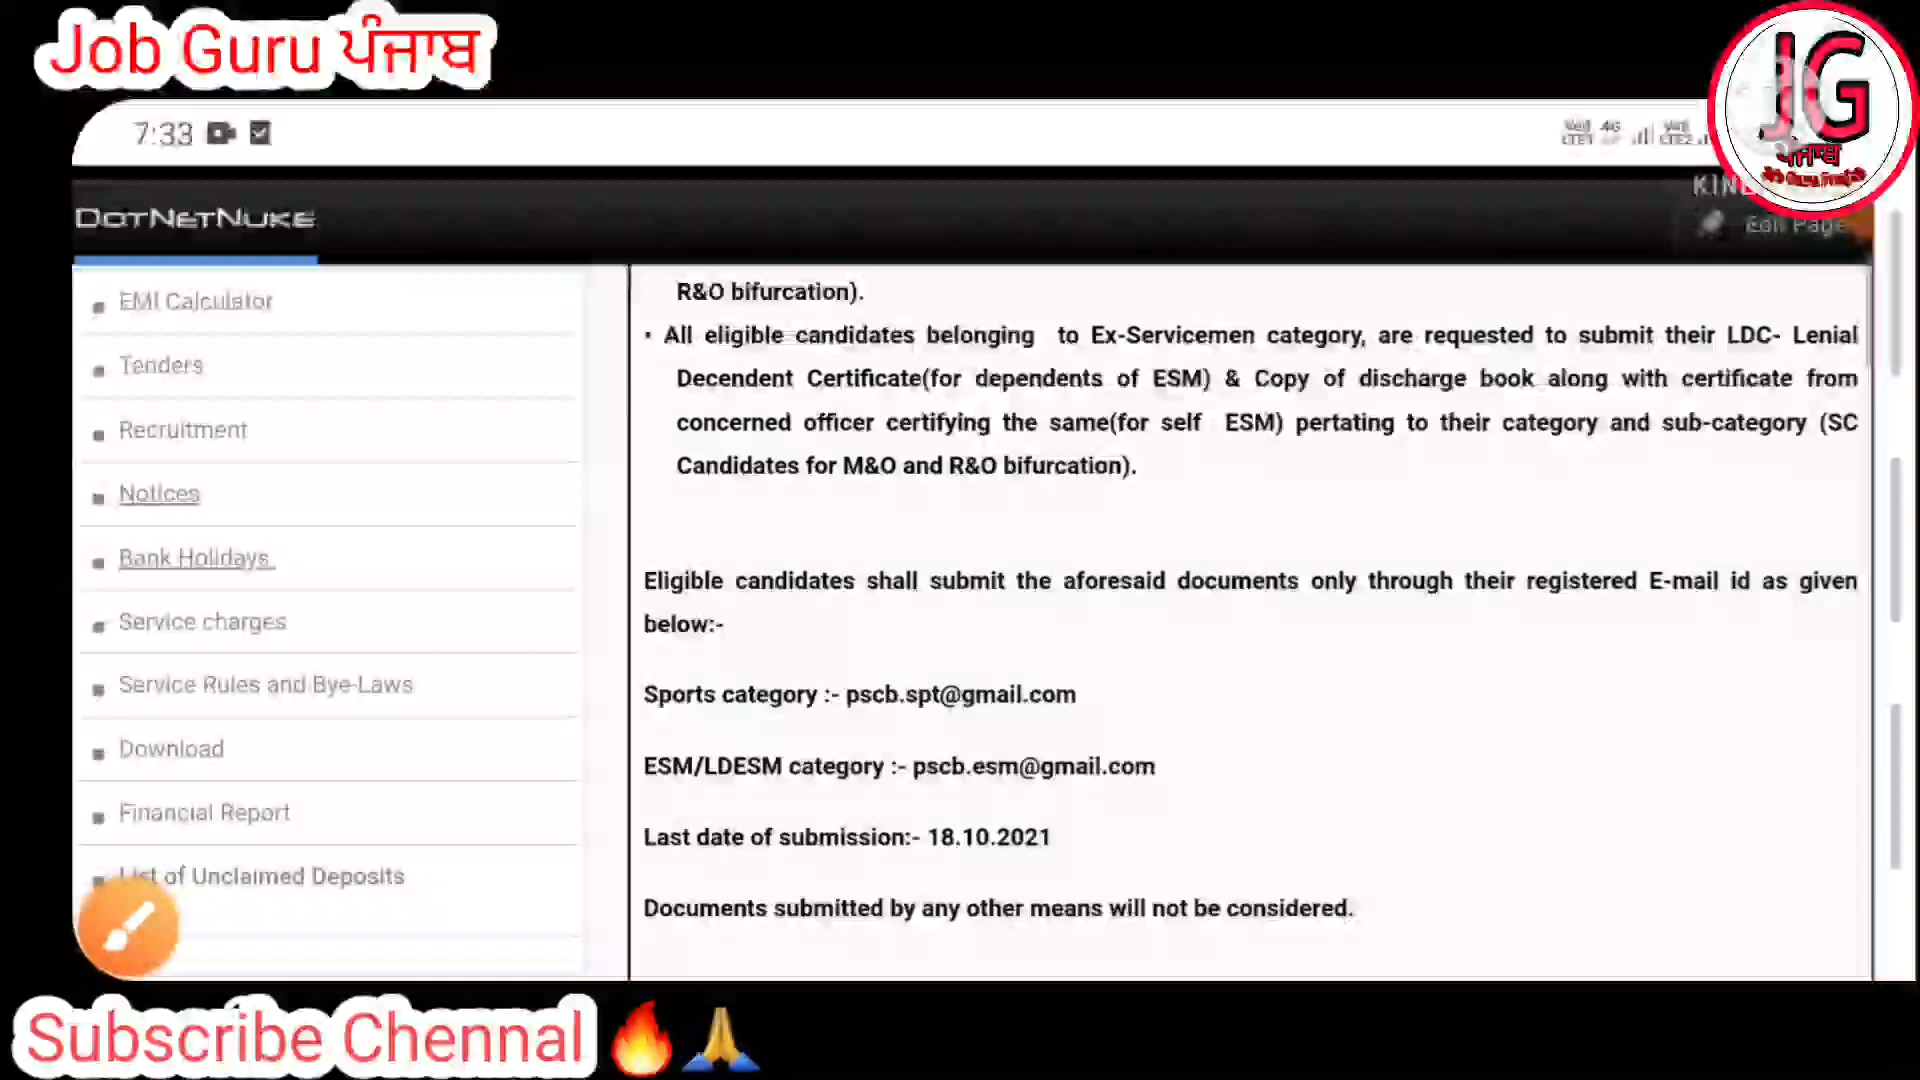 Job Guru ਪੰਜਾਬ
JG
ਪੰਜਾਬ
7:33
4G
DotNetNuke
Edit Page
EMI Calculator
Tenders
Recruitment
Notices
Bank Holidays
Service charges
Service Rules and Bye-Laws
Download
Financial Report
List of Unclaimed Deposits
R&O bifurcation).
· All eligible candidates belonging to Ex-Servicemen category, are requested to submit their LDC- Lenial
Decendent Certificate(for dependents of ESM) & Copy of discharge book along with certificate from
concerned officer certifying the same(for self ESM) pertating to their category and sub-category (SC
Candidates for M&O and R&O bifurcation).
Eligible candidates shall submit the aforesaid documents only through their registered E-mail id as given
below:-
Sports category :- pscb.spt@gmail.com
ESM/LDESM category :- pscb.esm@gmail.com
Last date of submission:- 18.10.2021
Documents submitted by any other means will not be considered.
Subscribe Chennal 🔥🙏